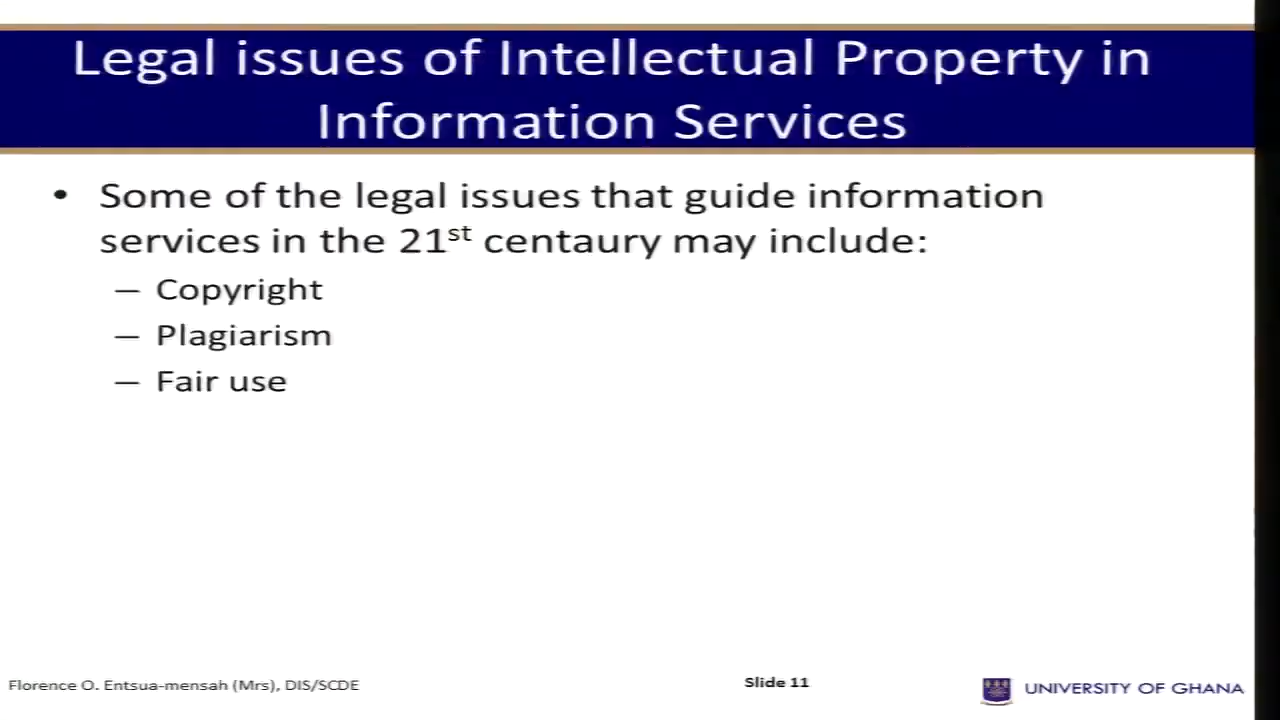 Legal issues of Intellectual Property in
Information Services
• Some of the legal issues that guide information
services in the 21st centaury may include:
– Copyright
– Plagiarism
– Fair use
Florence O. Entsua-mensah (Mrs), DIS/SCDE
Slide 11
UNIVERSITY OF GHANA